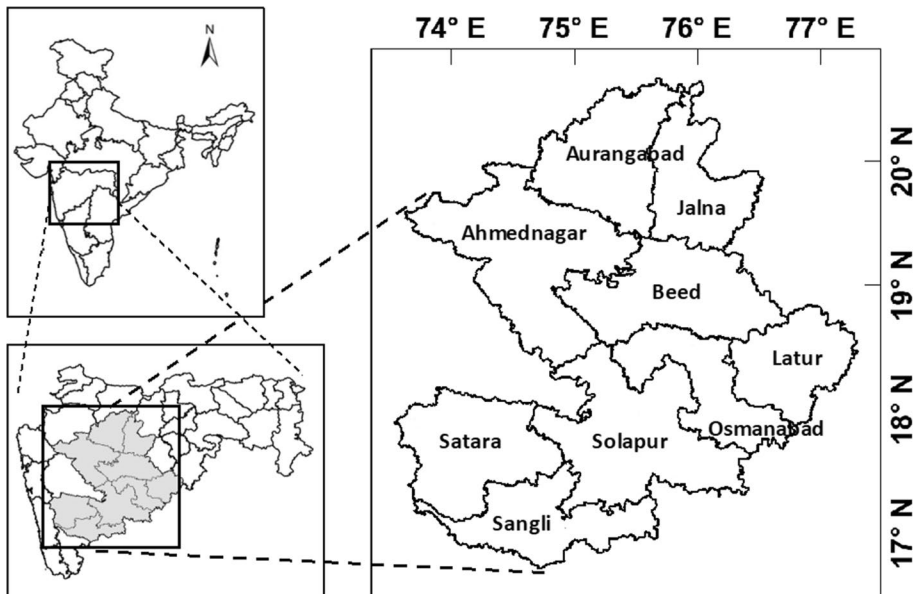 N
74° E 75° E 76° E 77° E
20° N
19° N
18° N
17° N
Aurangabad
Jalna
Ahmednagar
Beed
Latur
Osmanabad
Satara
Solapur
Sangli